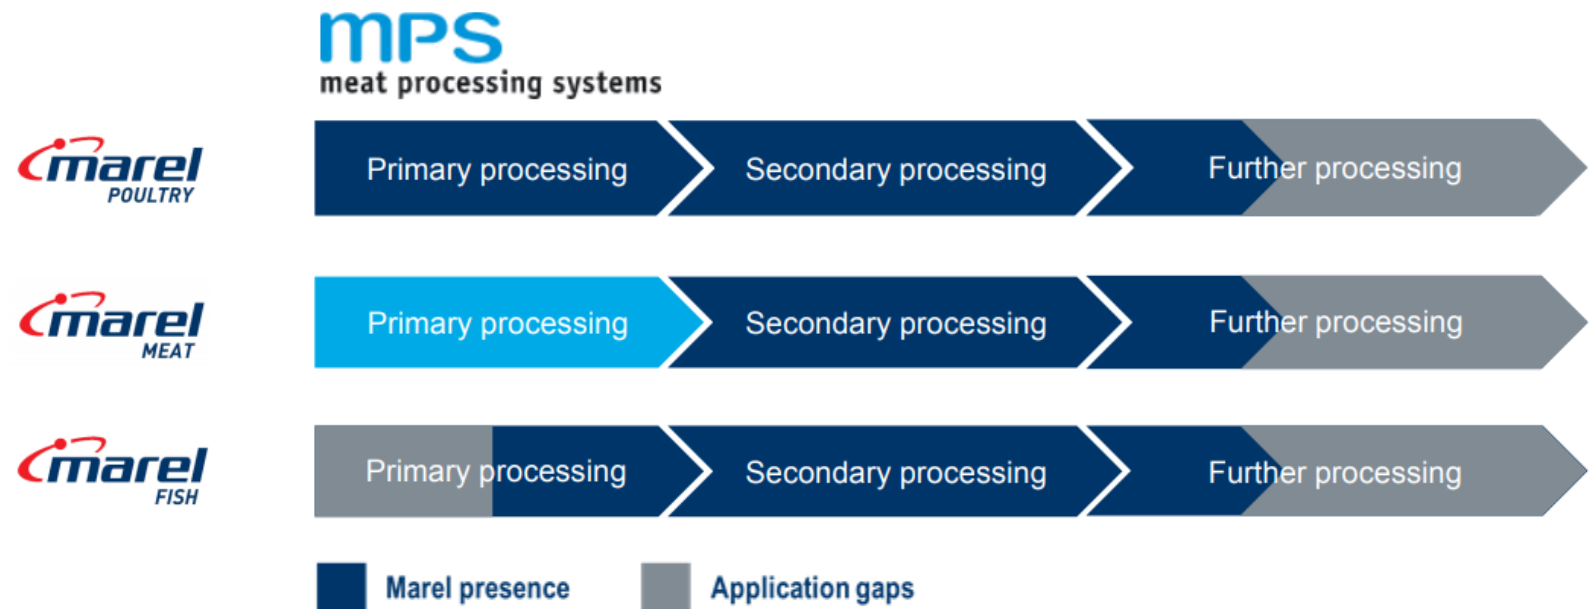 mps
meat processing systems
marel
POULTRY
Primary processing
Secondary processing
Further processing
marel
MEAT
Primary processing
Secondary processing
Further processing
marel
FISH
Primary processing
Secondary processing
Further processing
Marel presence
Application gaps